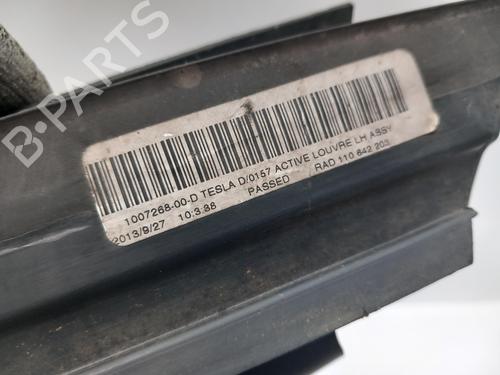 B-PARTS
1007268-00-D TESLA D/0157 ACTIVE LOUVRE LH ASSY
2013/9/27 10:3:38 PASSED RAD 110 642 203